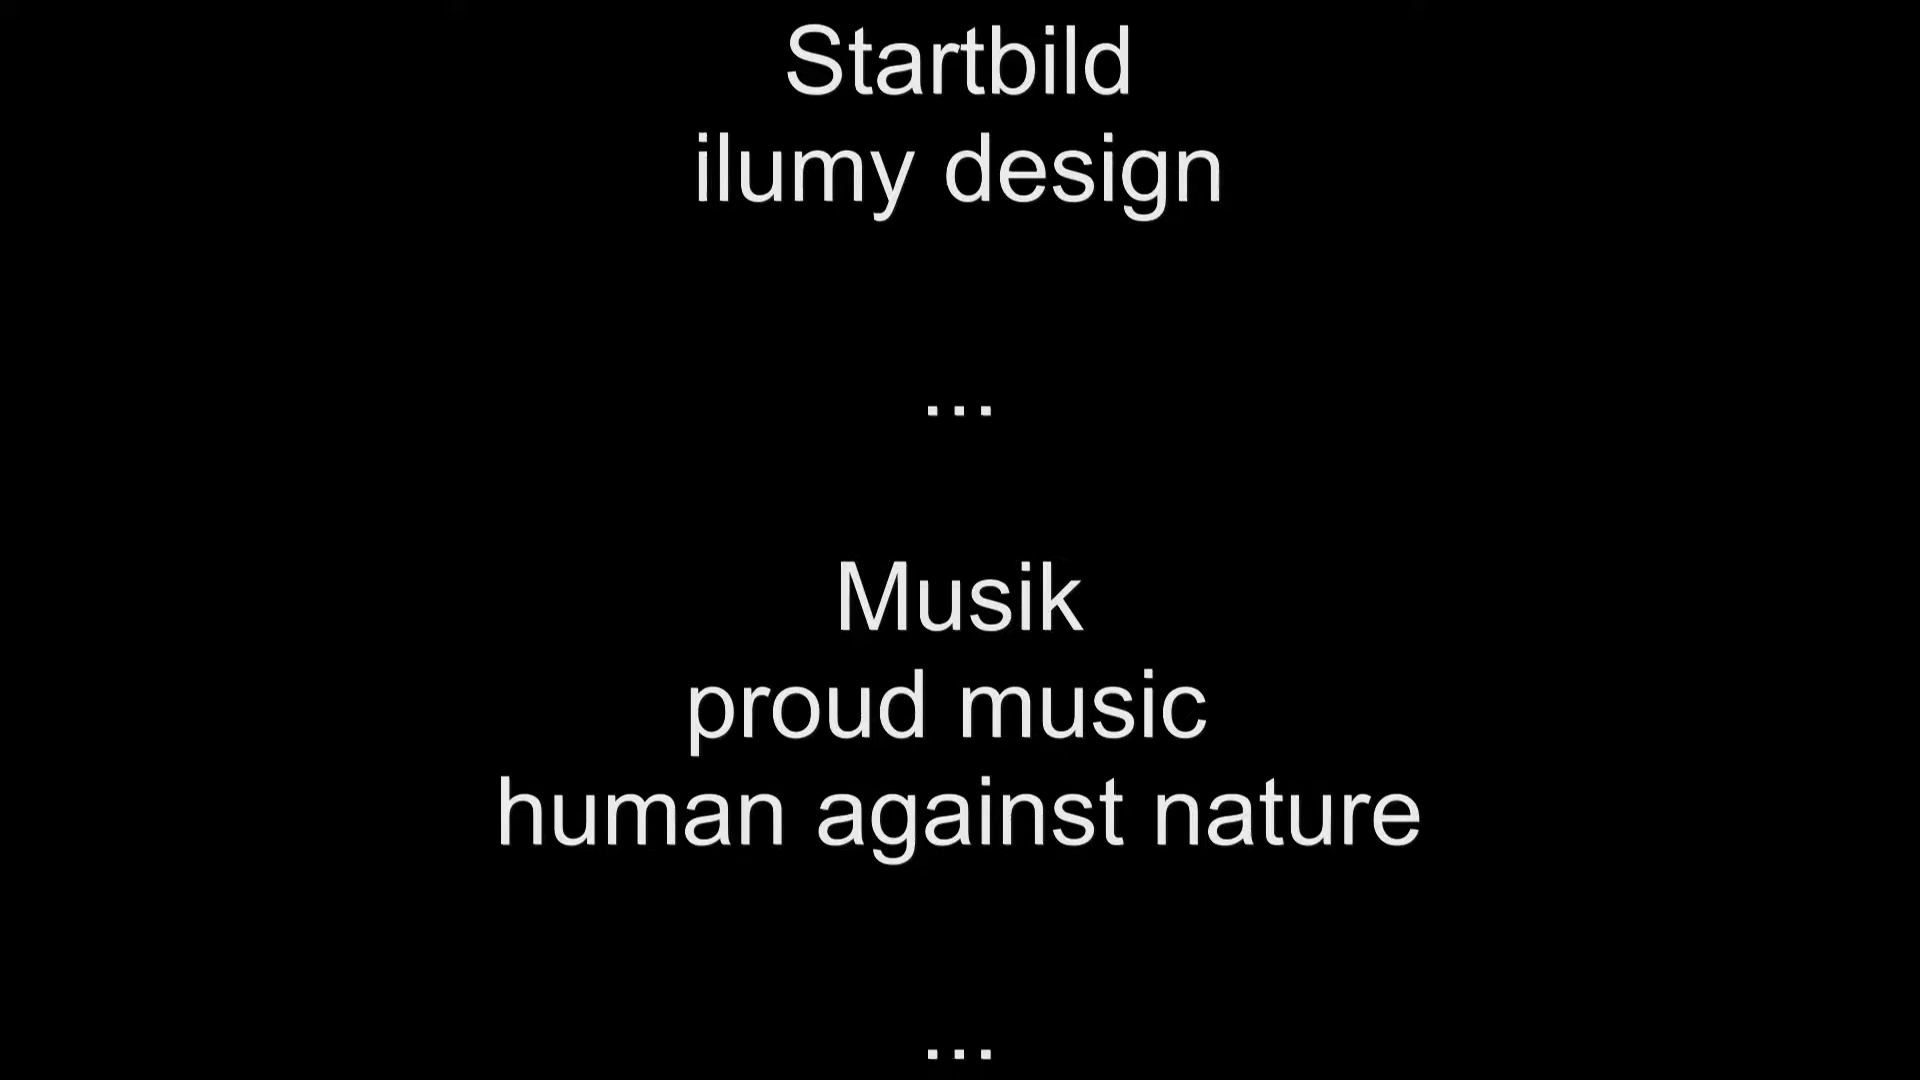 Startbild
ilumy design
...
Musik
proud music
human against nature
...